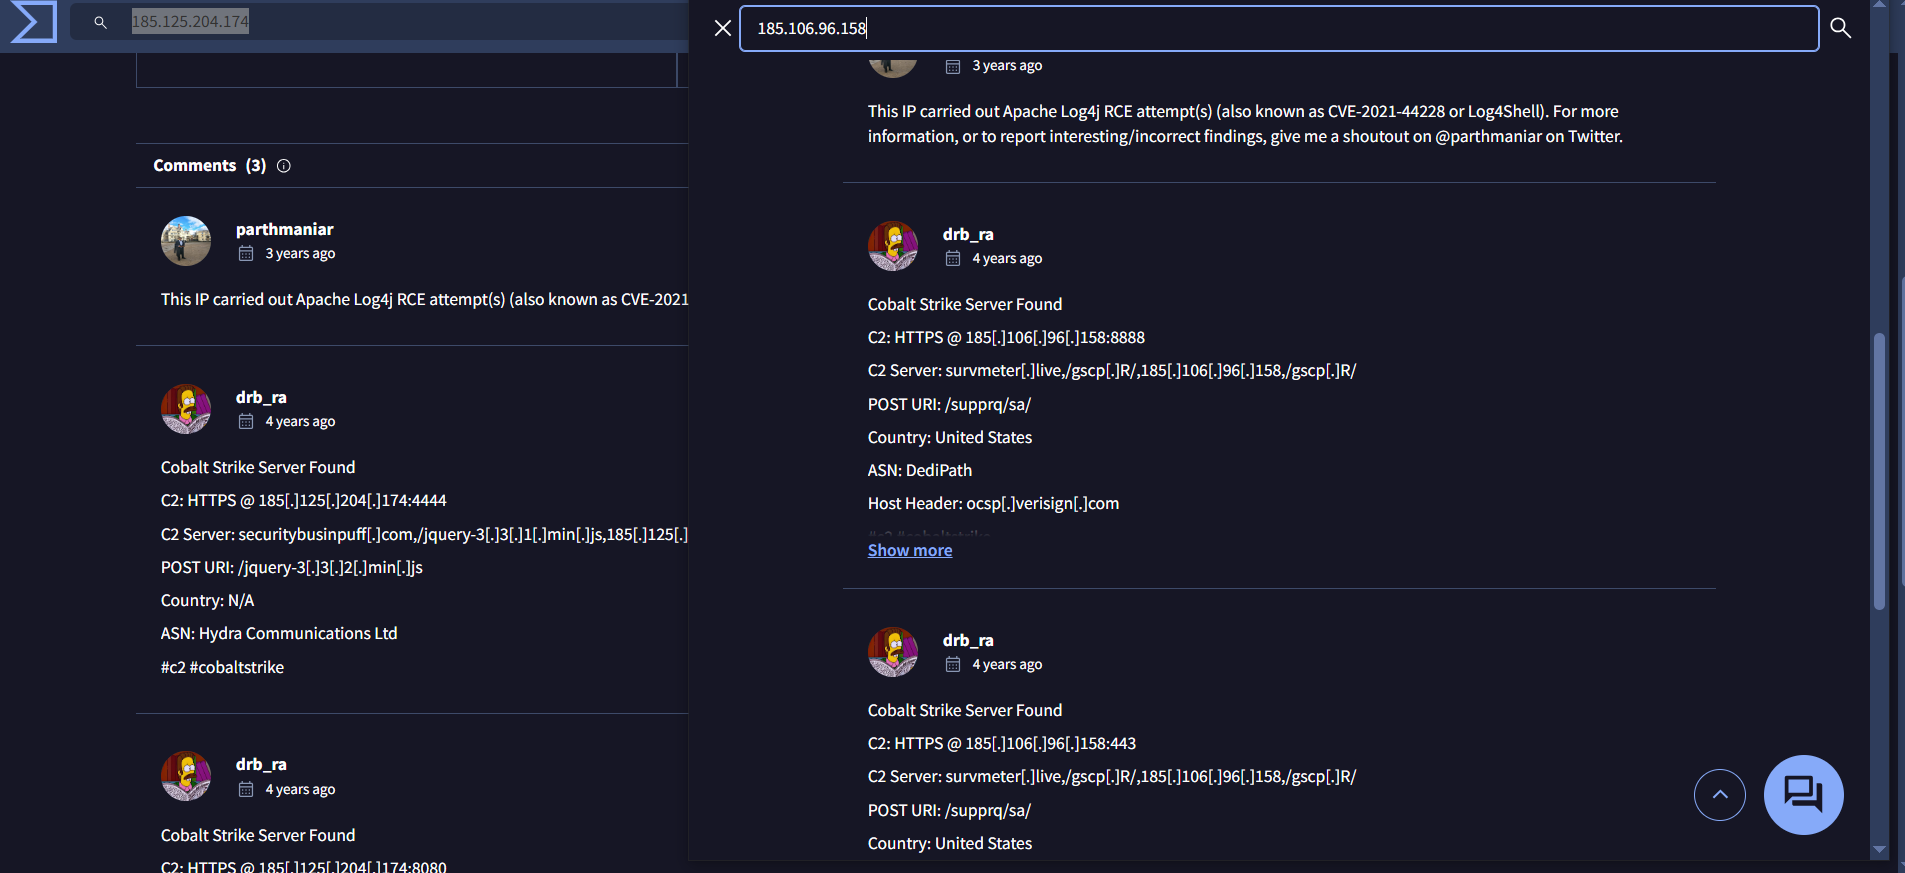 185.125.204.174
Comments (3)
parthmaniar
3 years ago
This IP carried out Apache Log4j RCE attempt(s) (also known as CVE-2021
drb_ra
4 years ago
Cobalt Strike Server Found
C2: HTTPS @ 185[.]125[.]204[.]174:4444
C2 Server: securitybusinpuff[.]com,/jquery-3[.]3[.]1[.]min[.]js,185[.]125[.]
POST URI: /jquery-3[.]3[.]2[.]min[.]js
Country: N/A
ASN: Hydra Communications Ltd
#c2 #cobaltstrike
drb_ra
4 years ago
Cobalt Strike Server Found
C2: HTTPS @ 185[.]125[.]204[.]174:8080
185.106.96.158
3 years ago
This IP carried out Apache Log4j RCE attempt(s) (also known as CVE-2021-44228 or Log4Shell). For more
information, or to report interesting/incorrect findings, give me a shoutout on @parthmaniar on Twitter.
drb_ra
4 years ago
Cobalt Strike Server Found
C2: HTTPS @ 185[.]106[.]96[.]158:8888
C2 Server: survmeter[.]live,/gscp[.]R/,185[.]106[.]96[.]158,/gscp[.]R/
POST URI: /supprq/sa/
Country: United States
ASN: DediPath
Host Header: ocsp[.]verisign[.]com
#c2 #cobaltstrike
Show more
drb_ra
4 years ago
Cobalt Strike Server Found
C2: HTTPS @ 185[.]106[.]96[.]158:443
C2 Server: survmeter[.]live,/gscp[.]R/,185[.]106[.]96[.]158,/gscp[.]R/
POST URI: /supprq/sa/
Country: United States